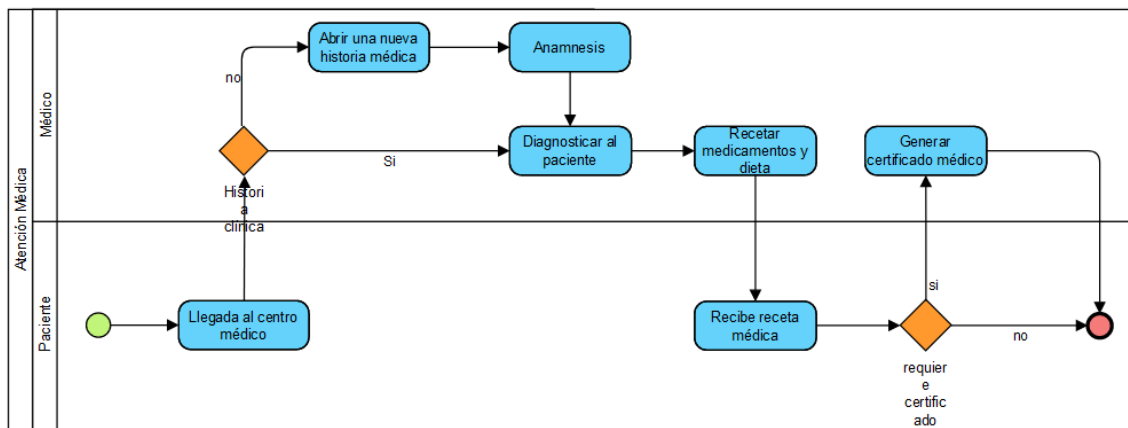 Atención Médica
Médico
Paciente
Abrir una nueva
historia médica
Anamnesis
no
Histori
a
clínica
Si
Diagnosticar al
paciente
Recetar
medicamentos y
dieta
Generar
certificado médico
Llegada al centro
médico
Recibe receta
médica
si
no
requier
e
certific
ado